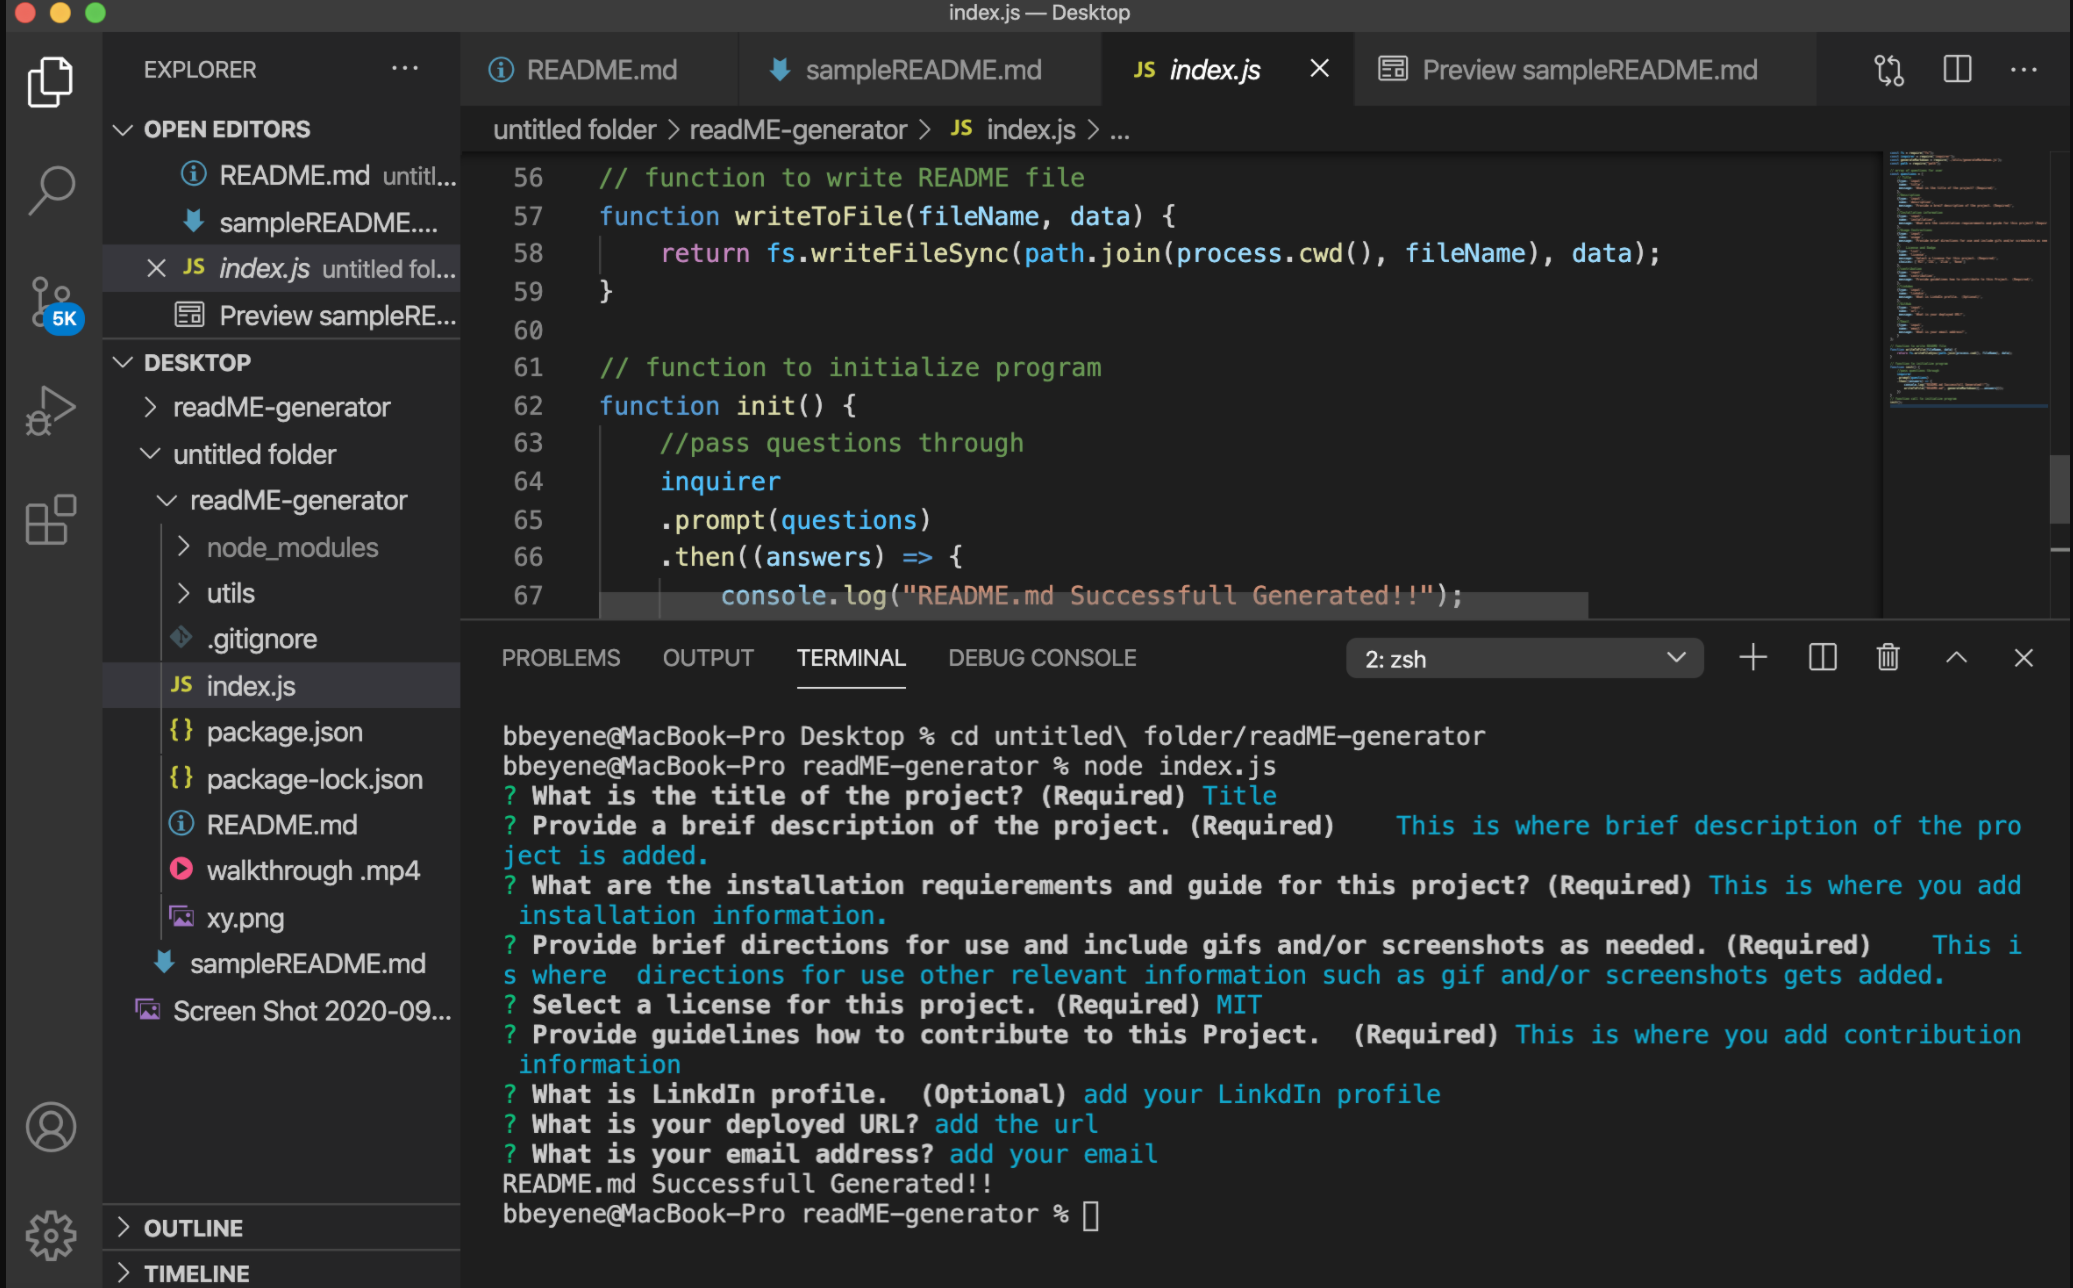 index.js — Desktop
EXPLORER
OPEN EDITORS
README.md untitl...
sampleREADME....
JS index.js untitled fol...
Preview sampleRE...
5K
DESKTOP
readME-generator
untitled folder
readME-generator
node_modules
utils
.gitignore
JS index.js
{} package.json
{} package-lock.json
README.md
walkthrough .mp4
xy.png
sampleREADME.md
Screen Shot 2020-09...
OUTLINE
TIMELINE
README.md sampleREADME.md JS index.js Preview sampleREADME.md
untitled folder > readME-generator > JS index.js > ...
56 // function to write README file
57 function writeToFile(fileName, data) {
58 return fs.writeFileSync(path.join(process.cwd(), fileName), data);
59 }
60
61 // function to initialize program
62 function init() {
63 //pass questions through
64 inquirer
65 .prompt(questions)
66 .then((answers) => {
67 console.log("README.md Successfull Generated!!");
PROBLEMS OUTPUT TERMINAL DEBUG CONSOLE 2: zsh
bbeyene@MacBook-Pro Desktop % cd untitled\ folder/readME-generator
bbeyene@MacBook-Pro readME-generator % node index.js
? What is the title of the project? (Required) Title
? Provide a breif description of the project. (Required) This is where brief description of the pro
ject is added.
? What are the installation requierements and guide for this project? (Required) This is where you add
installation information.
? Provide brief directions for use and include gifs and/or screenshots as needed. (Required) This i
s where directions for use other relevant information such as gif and/or screenshots gets added.
? Select a license for this project. (Required) MIT
? Provide guidelines how to contribute to this Project. (Required) This is where you add contribution
information
? What is LinkdIn profile. (Optional) add your LinkdIn profile
? What is your deployed URL? add the url
? What is your email address? add your email
README.md Successfull Generated!!
bbeyene@MacBook-Pro readME-generator %